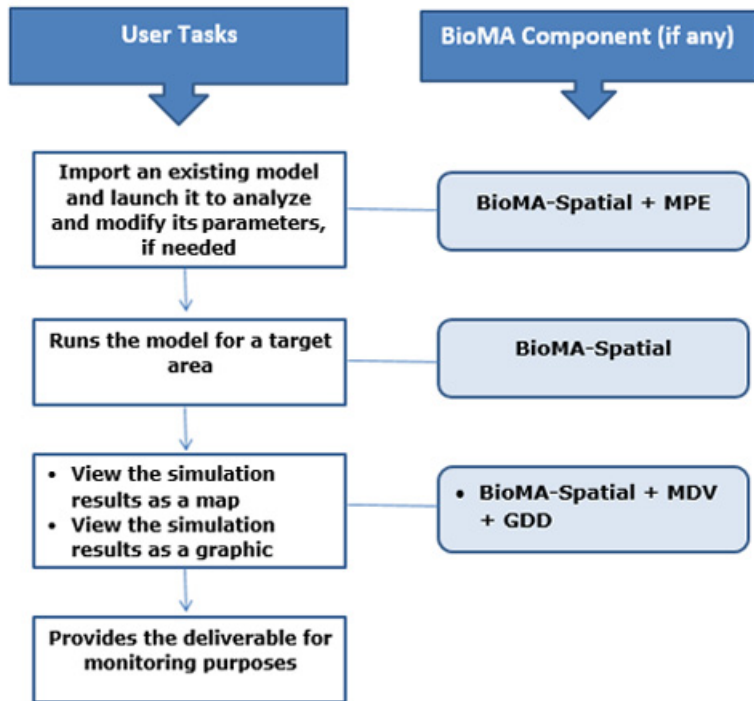 User Tasks
BioMA Component (if any)
Import an existing model
and launch it to analyze
and modify its parameters,
if needed
BioMA-Spatial + MPE
Runs the model for a target
area
BioMA-Spatial
• View the simulation
results as a map
• View the simulation
results as a graphic
• BioMA-Spatial + MDV
+ GDD
Provides the deliverable for
monitoring purposes